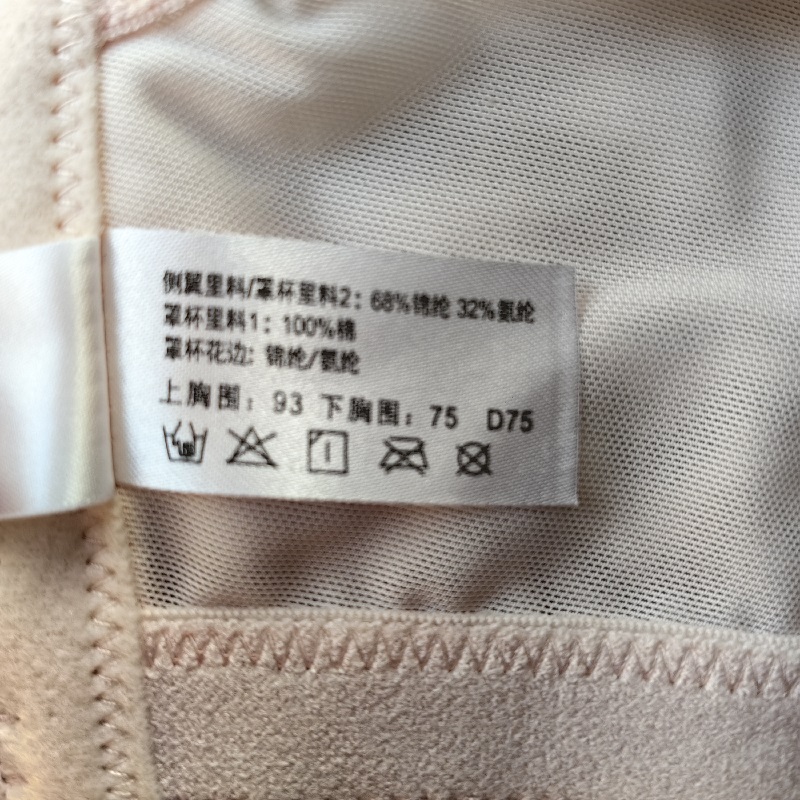 侧翼里料/罩杯里料2：68%锦纶 32%氨纶
罩杯里料1：100%棉
罩杯花边：锦纶/氨纶
上胸围：93 下胸围：75 D75